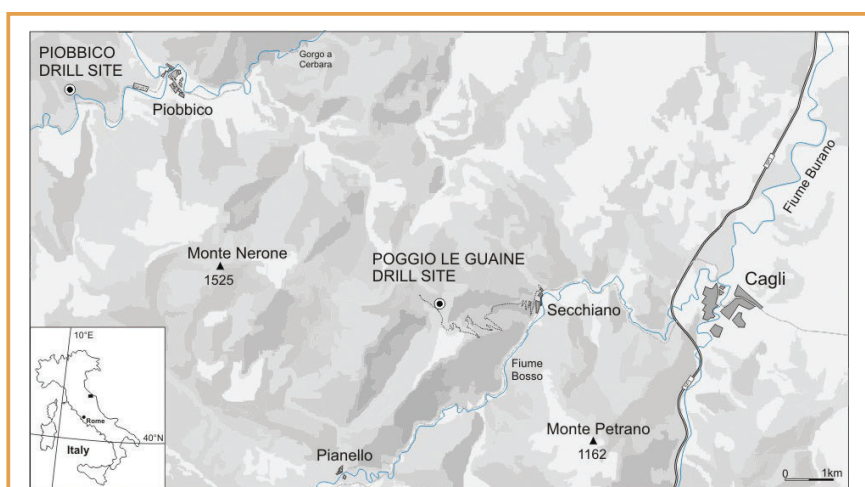 PIOBBICO
DRILL SITE
Piobbico
Gorgo a
Cerbara
Fiume Burano
Monte Nerone
1525
POGGIO LE GUAINE
DRILL SITE
Secchiano
Cagli
Fiume
Bosso
Monte Petrano
1162
Pianello
10°E
Rome
40°N
Italy
0 1km